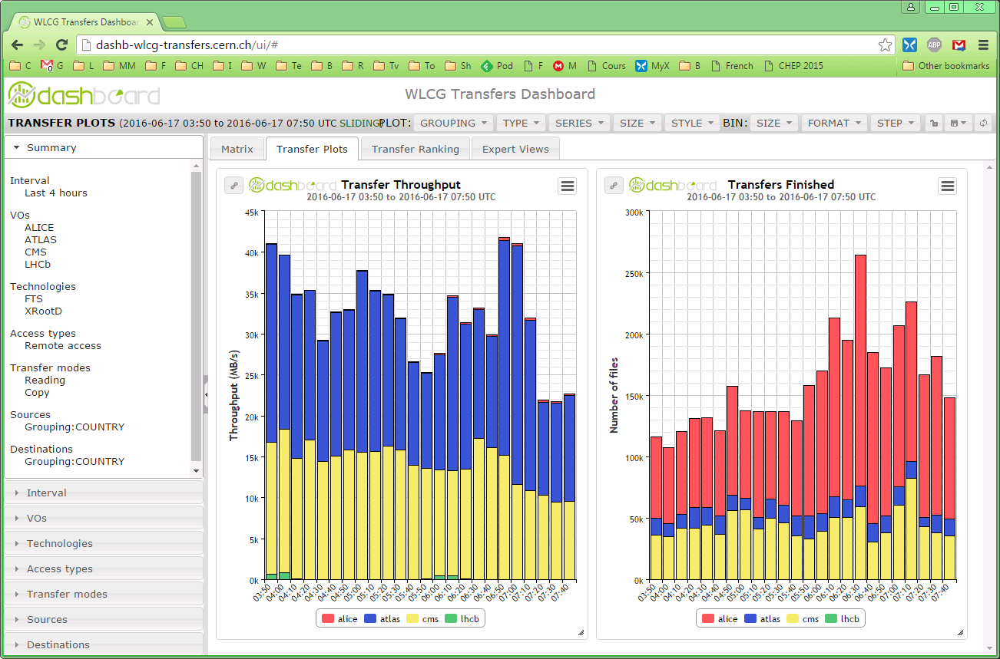 WLCG Transfers Dashboar
dashb-wlcg-transfers.cern.ch/ui/#
ABP
C G L MM F CH I W Te B R Tv To Sh Pod F M Cours MyX B French CHEP 2015 Other bookmarks
dashboard
WLCG Transfers Dashboard
TRANSFER PLOTS (2016-06-17 03:50 to 2016-06-17 07:50 UTC SLIDING) PLOT: GROUPING TYPE SERIES SIZE STYLE BIN: SIZE FORMAT STEP
Summary
Interval
Last 4 hours
VOs
ALICE
ATLAS
CMS
LHCb
Technologies
FTS
XRootD
Access types
Remote access
Transfer modes
Reading
Copy
Sources
Grouping:COUNTRY
Destinations
Grouping:COUNTRY
Interval
VOs
Technologies
Access types
Transfer modes
Sources
Destinations
Matrix Transfer Plots Transfer Ranking Expert Views
dashboard Transfer Throughput
2016-06-17 03:50 to 2016-06-17 07:50 UTC
Throughput (MB/s)
45k
40k
35k
30k
25k
20k
15k
10k
5k
0k
03:50 04:00 04:10 04:20 04:30 04:40 04:50 05:00 05:10 05:20 05:30 05:40 05:50 06:00 06:10 06:20 06:30 06:40 06:50 07:00 07:10 07:20 07:30 07:40
alice atlas cms lhcb
dashboard Transfers Finished
2016-06-17 03:50 to 2016-06-17 07:50 UTC
Number of files
300k
250k
200k
150k
100k
50k
0k
03:50 04:00 04:10 04:20 04:30 04:40 04:50 05:00 05:10 05:20 05:30 05:40 05:50 06:00 06:10 06:20 06:30 06:40 06:50 07:00 07:10 07:20 07:30 07:40
alice atlas cms lhcb